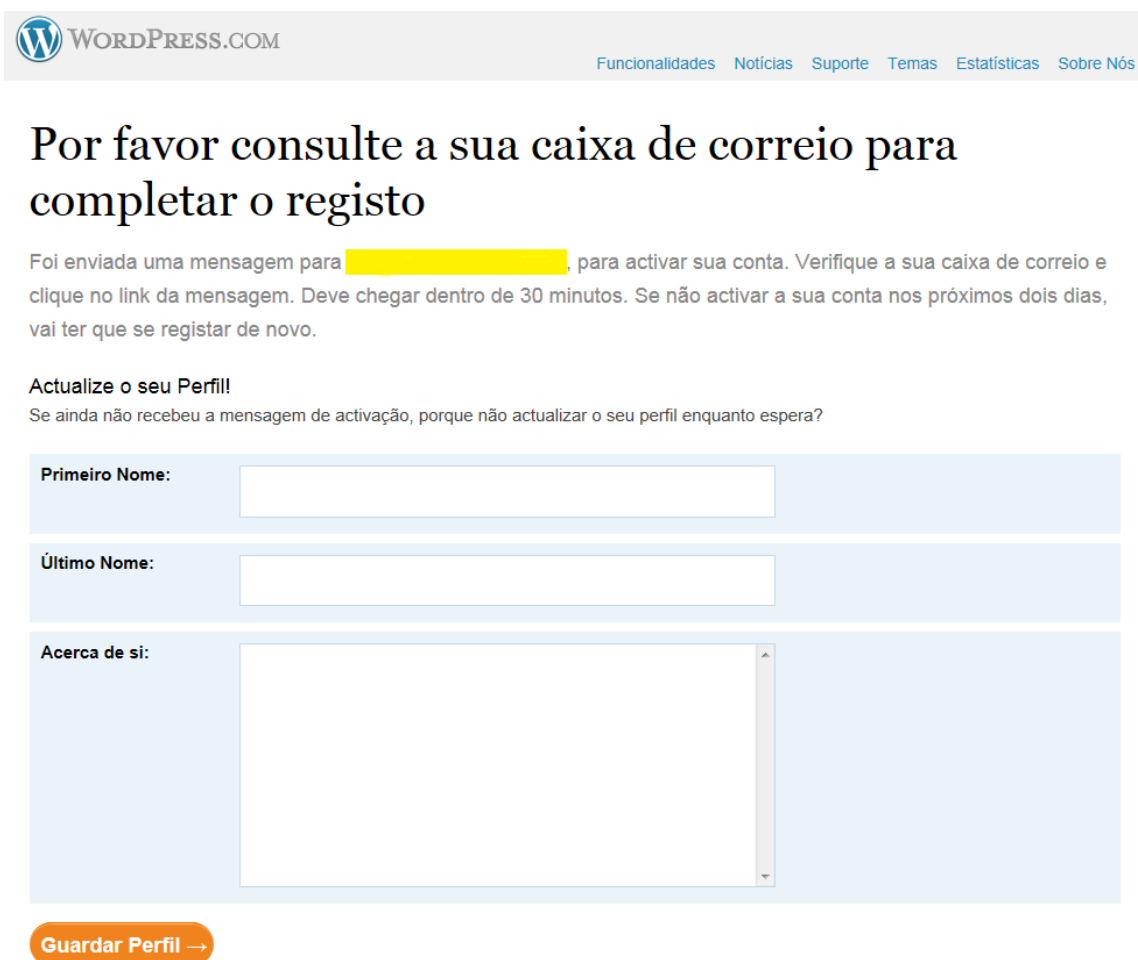 WORDPRESS.COM
Funcionalidades Notícias Suporte Temas Estatísticas Sobre Nós
Por favor consulte a sua caixa de correio para
completar o registo
Foi enviada uma mensagem para , para activar sua conta. Verifique a sua caixa de correio e
clique no link da mensagem. Deve chegar dentro de 30 minutos. Se não activar a sua conta nos próximos dois dias,
vai ter que se registar de novo.
Actualize o seu Perfil!
Se ainda não recebeu a mensagem de activação, porque não actualizar o seu perfil enquanto espera?
Primeiro Nome:
Último Nome:
Acerca de si:
Guardar Perfil →